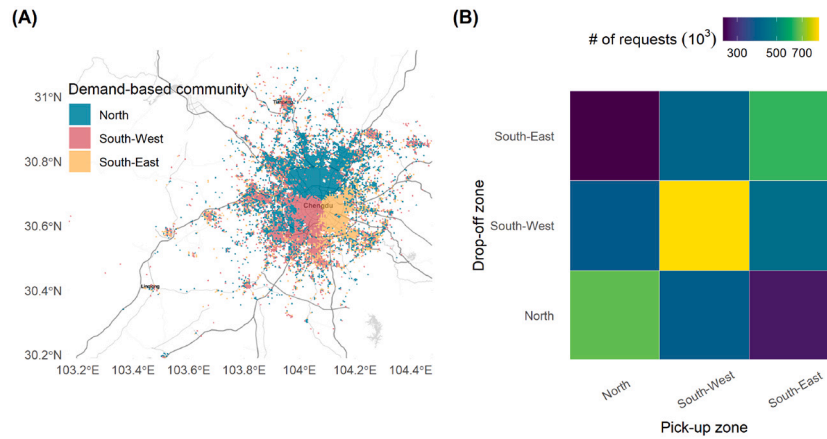 (A)
Demand-based community
North
South-West
South-East
31°N
30.8°N
30.6°N
30.4°N
30.2°N
103.2°E 103.4°E 103.6°E 103.8°E 104°E 104.2°E 104.4°E
Chengdu
(B)
# of requests (10³)
300 500 700
Drop-off zone
South-East
South-West
North
North South-West South-East
Pick-up zone